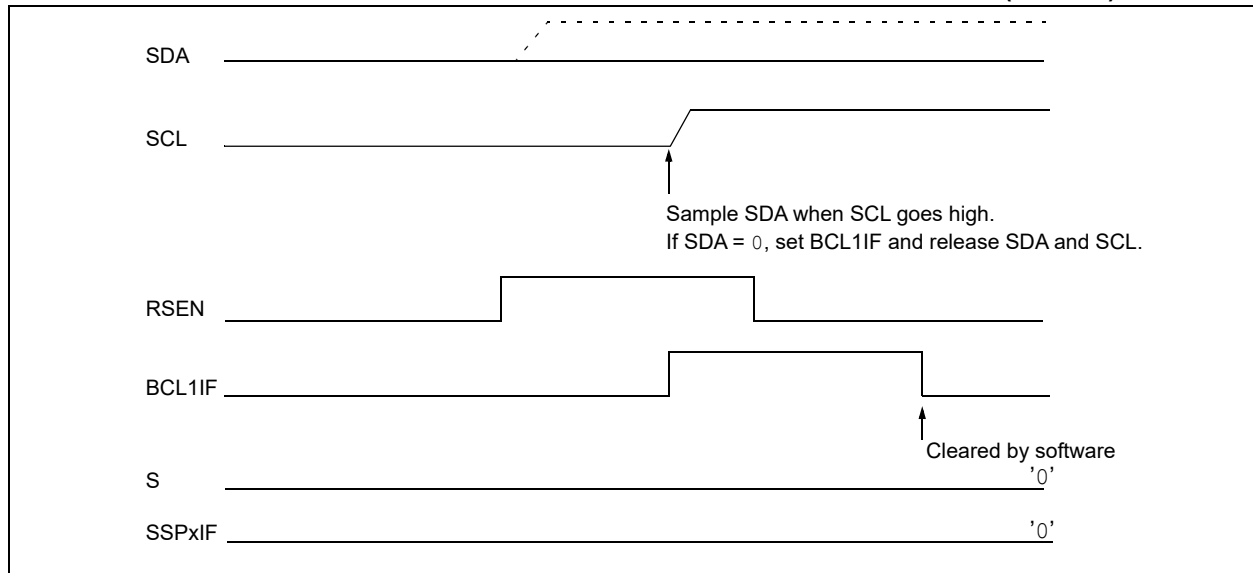 SDA
SCL
Sample SDA when SCL goes high.
If SDA = 0, set BCL1IF and release SDA and SCL.
RSEN
BCL1IF
Cleared by software
S
'0'
SSPxIF
'0'